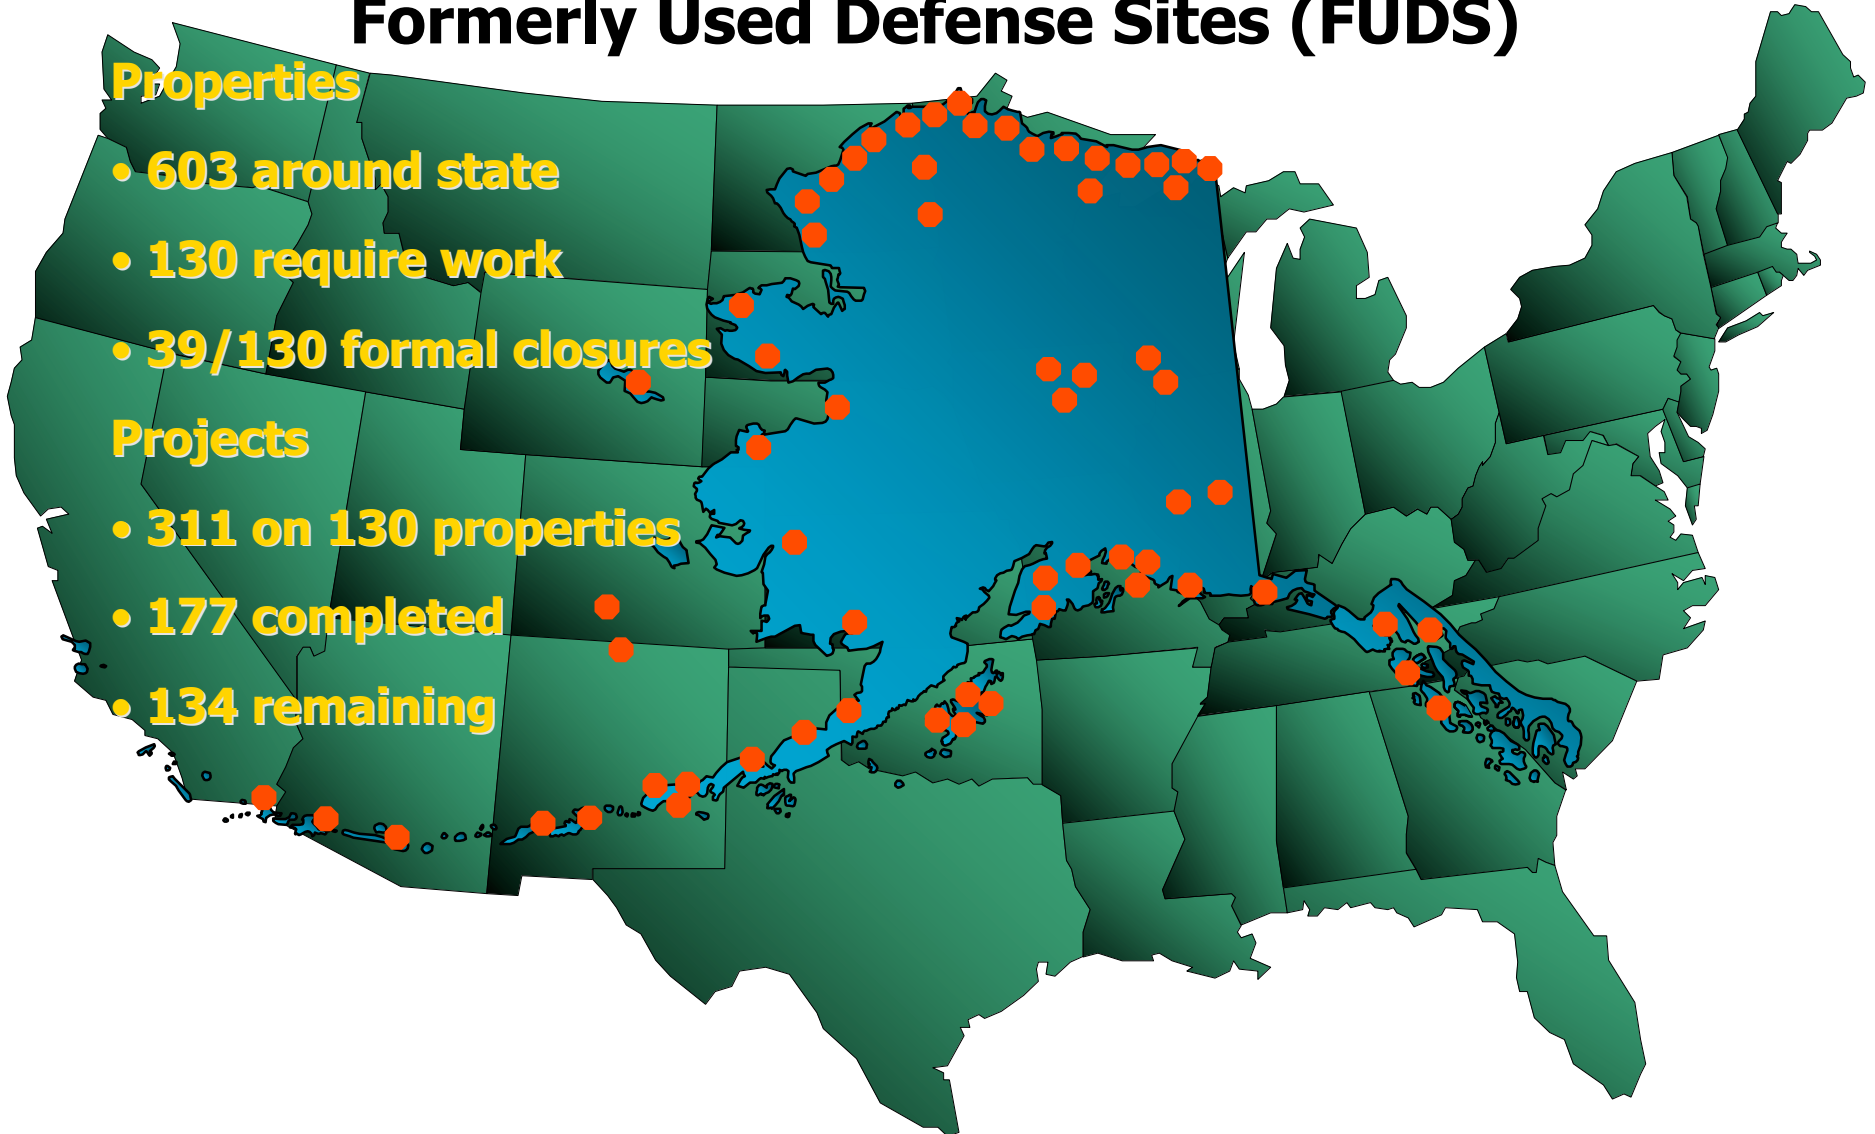 Formerly Used Defense Sites (FUDS)
Properties
• 603 around state
• 130 require work
• 39/130 formal closures
Projects
• 311 on 130 properties
• 177 completed
• 134 remaining